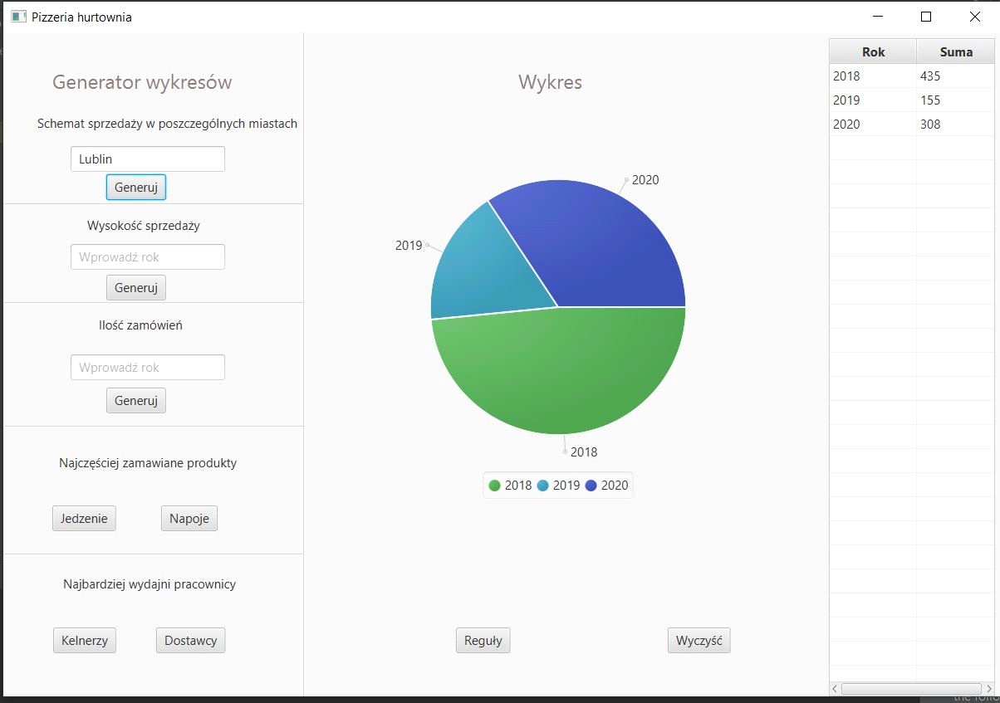 Pizzeria hurtownia
Generator wykresów
Schemat sprzedaży w poszczególnych miastach
Lublin
Generuj
Wysokość sprzedaży
Wprowadź rok
Generuj
Ilość zamówień
Wprowadź rok
Generuj
Najczęściej zamawiane produkty
Jedzenie Napoje
Najbardziej wydajni pracownicy
Kelnerzy Dostawcy
Wykres
2020
2019
2018
2018 2019 2020
Reguły Wyczyść
Rok Suma
2018 435
2019 155
2020 308